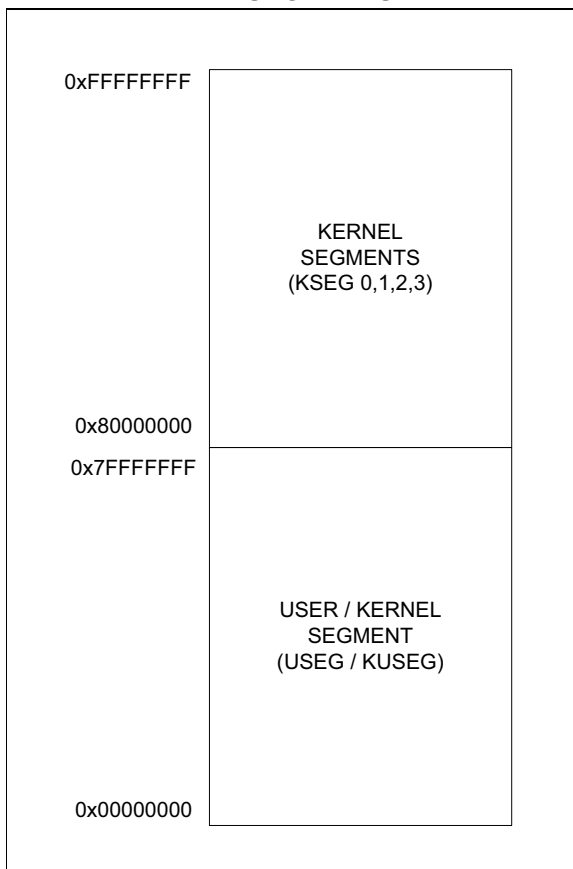 0xFFFFFFFF
KERNEL
SEGMENTS
(KSEG 0,1,2,3)
0x80000000
0x7FFFFFFF
USER / KERNEL
SEGMENT
(USEG / KUSEG)
0x00000000